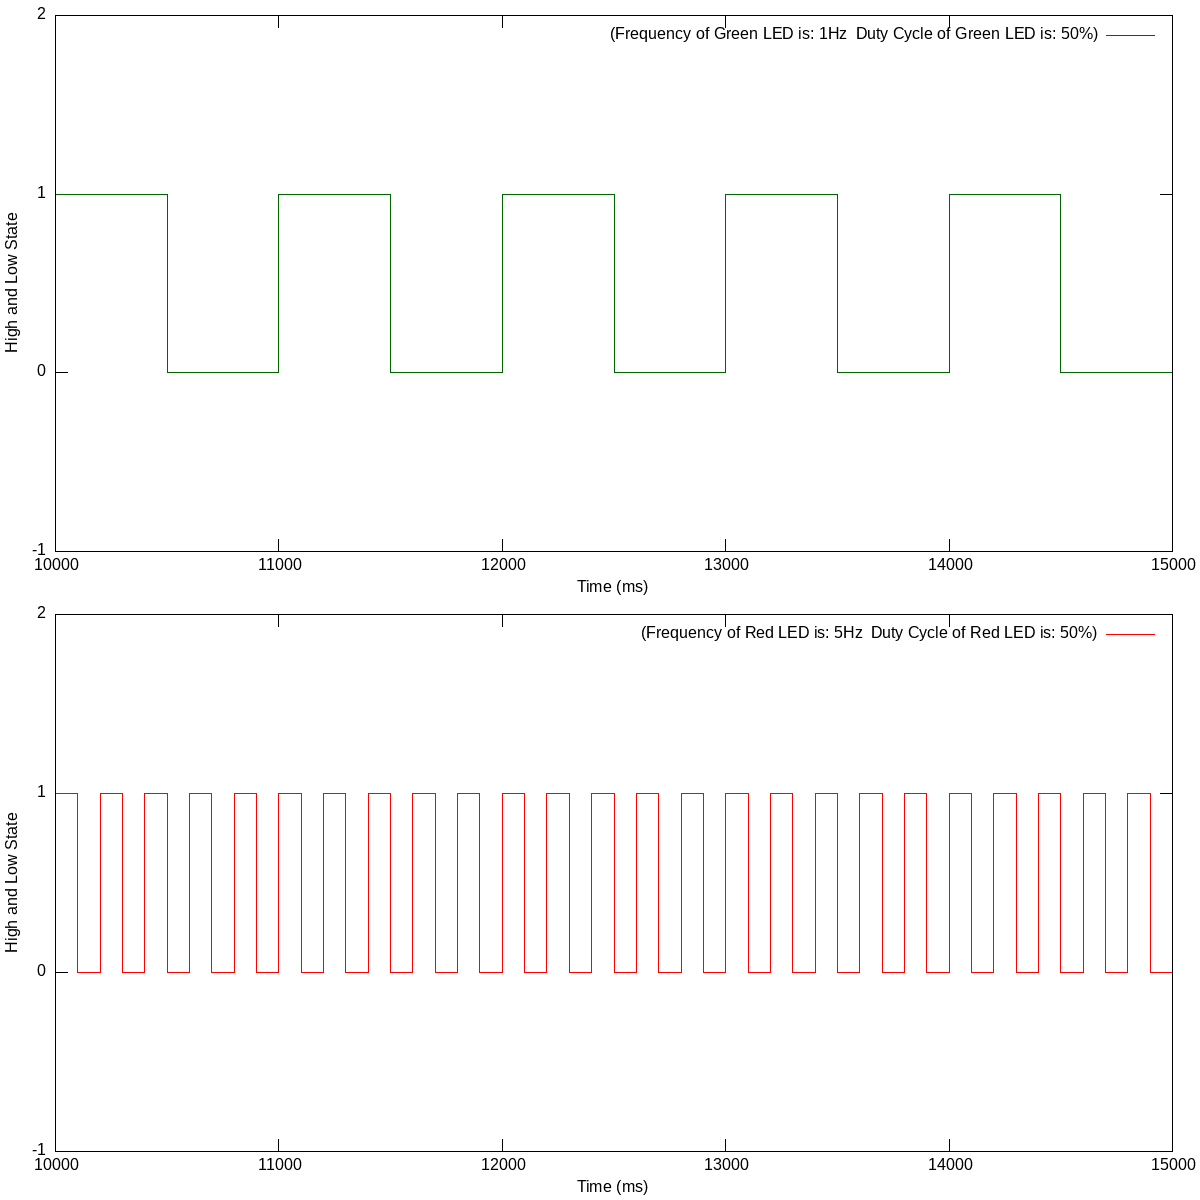 2
(Frequency of Green LED is: 1Hz  Duty Cycle of Green LED is: 50%)
1
High and Low State
0
-1
10000 11000 12000 13000 14000 15000
Time (ms)
2
(Frequency of Red LED is: 5Hz  Duty Cycle of Red LED is: 50%)
1
High and Low State
0
-1
10000 11000 12000 13000 14000 15000
Time (ms)